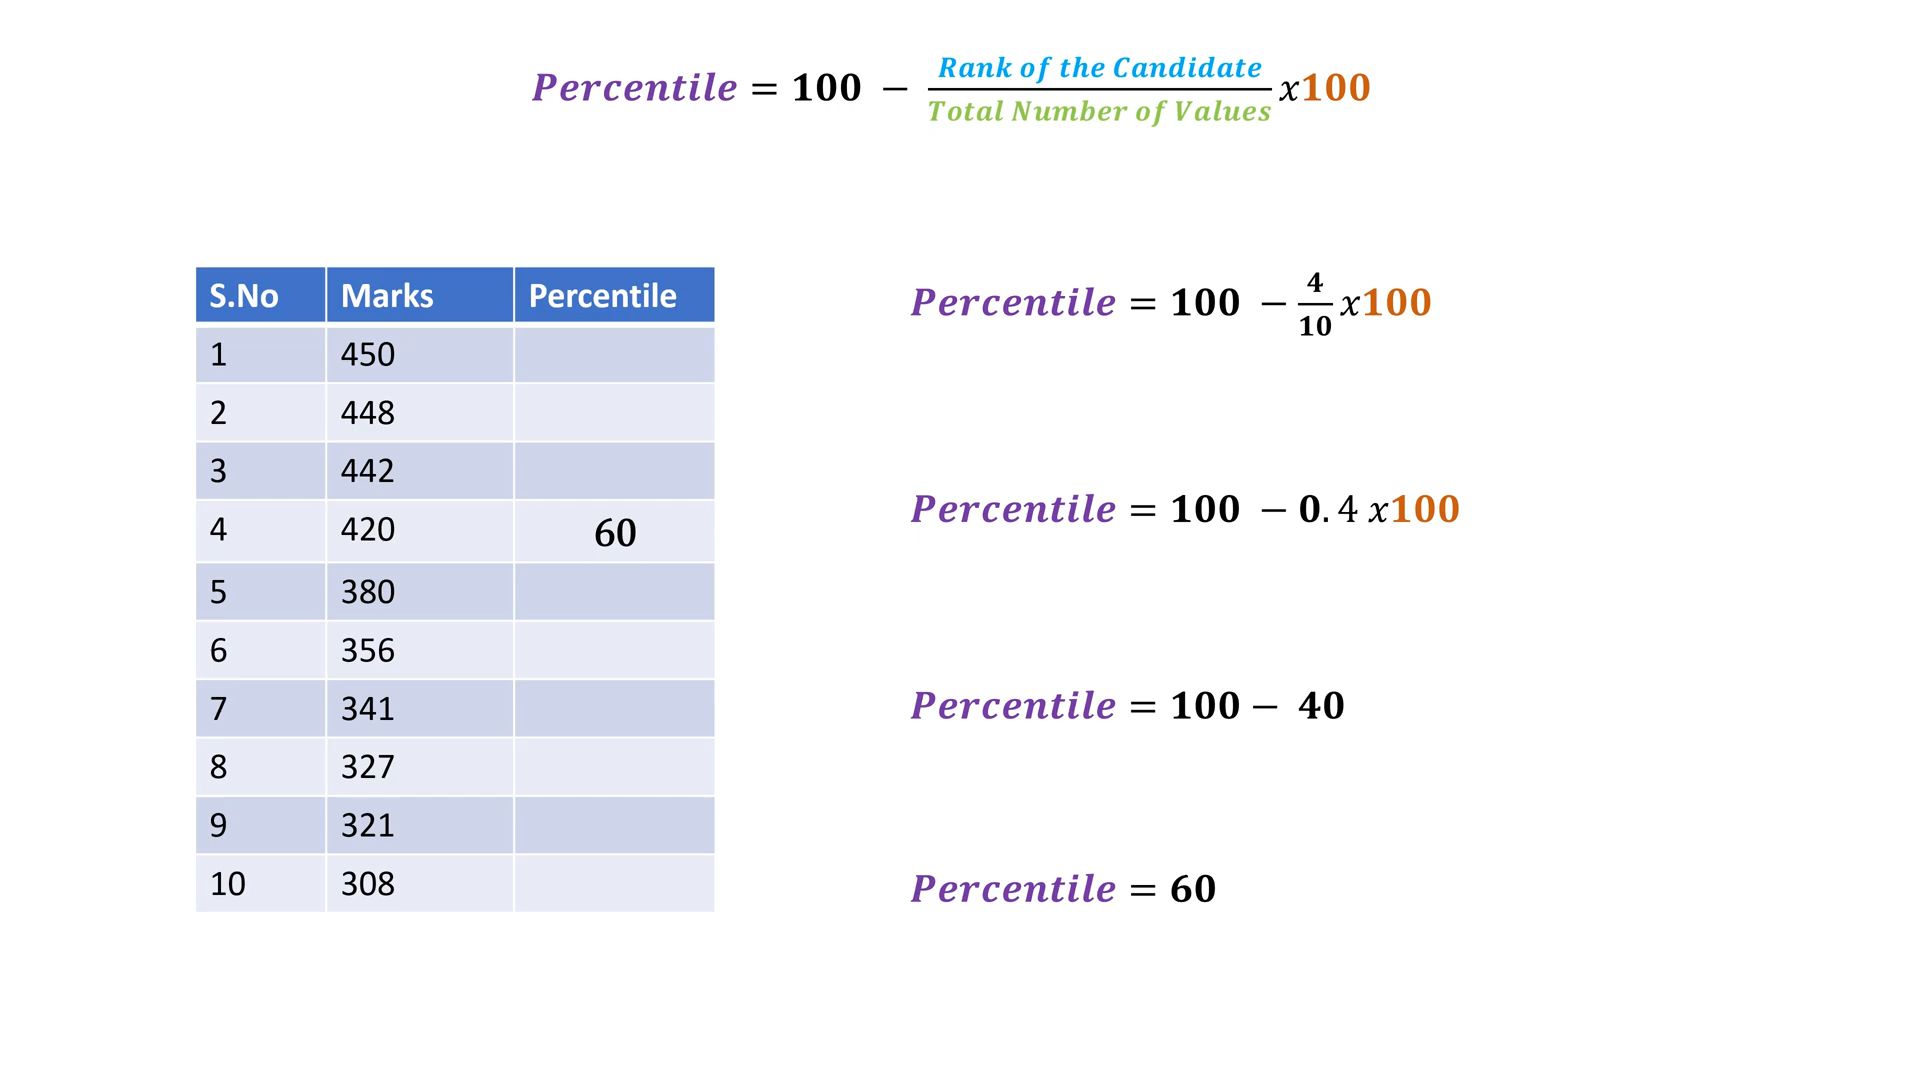 Percentile = 100 − Rank of the Candidate / Total Number of Values x100
S.No Marks Percentile
1 450
2 448
3 442
4 420 60
5 380
6 356
7 341
8 327
9 321
10 308
Percentile = 100 − 4/10 x100
Percentile = 100 − 0. 4 x100
Percentile = 100 − 40
Percentile = 60